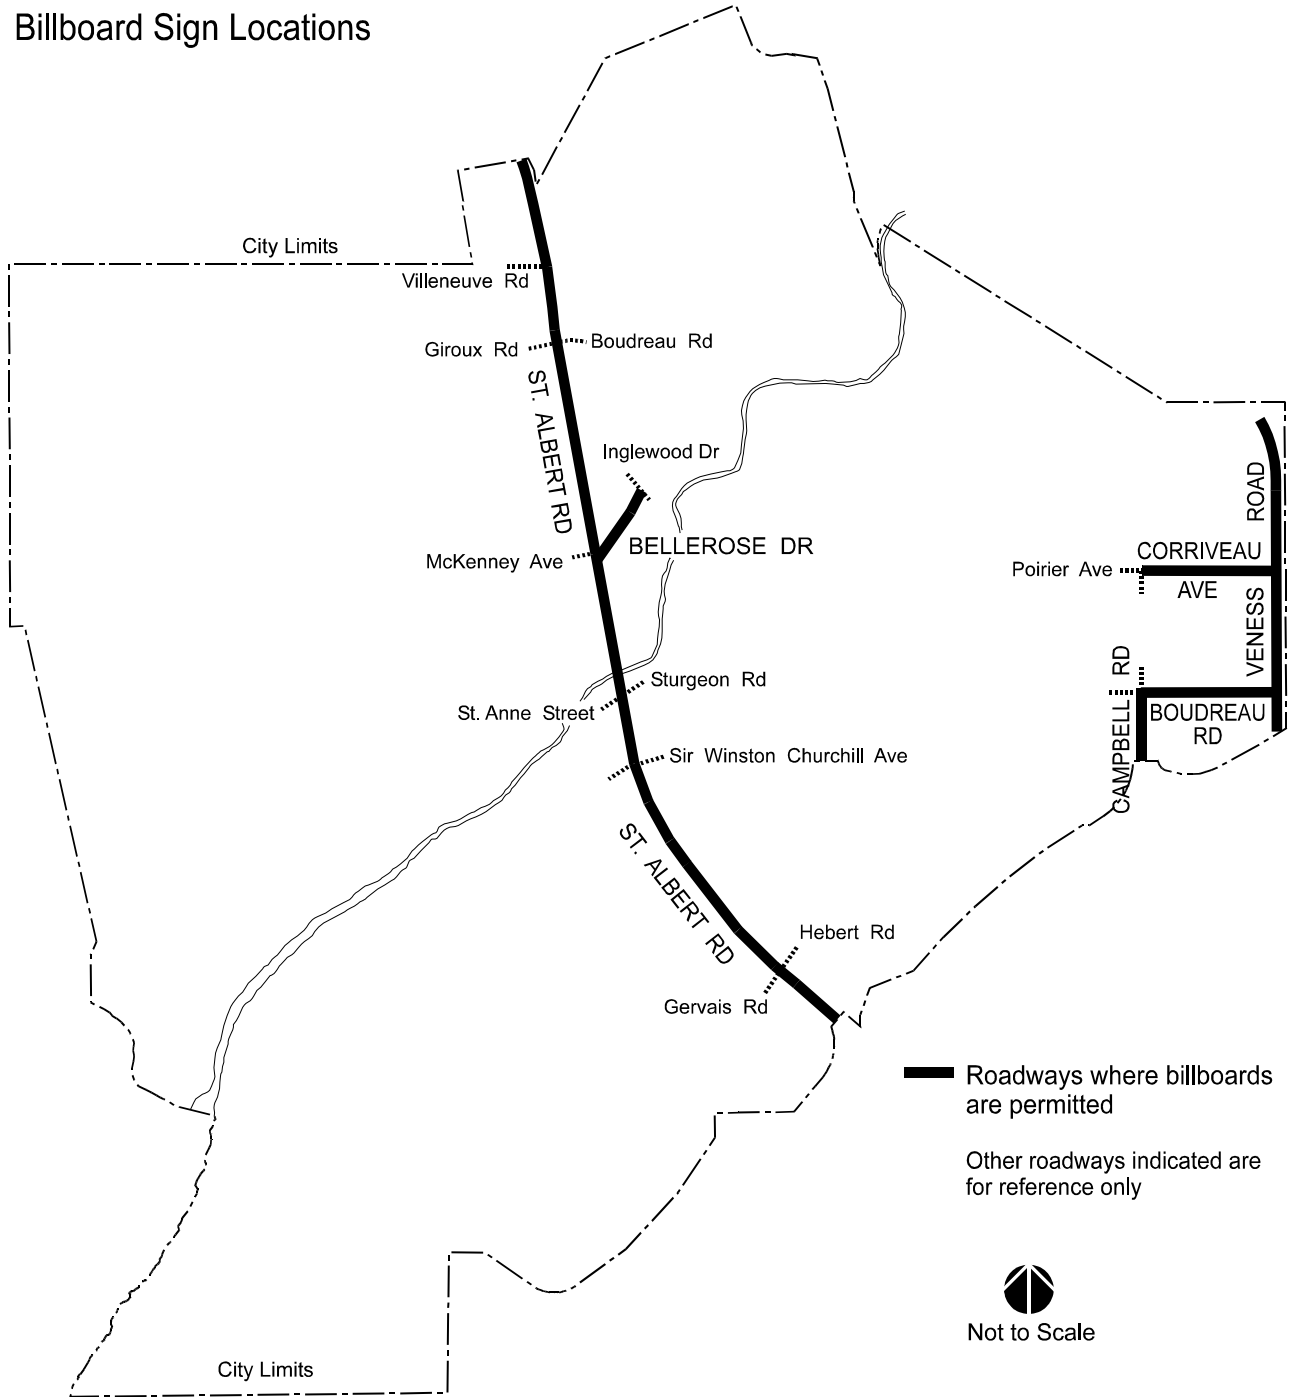 Billboard Sign Locations
City Limits
Villeneuve Rd
Giroux Rd
Boudreau Rd
ST. ALBERT RD
Inglewood Dr
BELLEROSE DR
McKenney Ave
Poirier Ave
CORRIVEAU
AVE
VENESS ROAD
CAMPBELL RD
BOUDREAU
RD
Sturgeon Rd
St. Anne Street
Sir Winston Churchill Ave
ST. ALBERT RD
Hebert Rd
Gervais Rd
Roadways where billboards
are permitted
Other roadways indicated are
for reference only
Not to Scale
City Limits